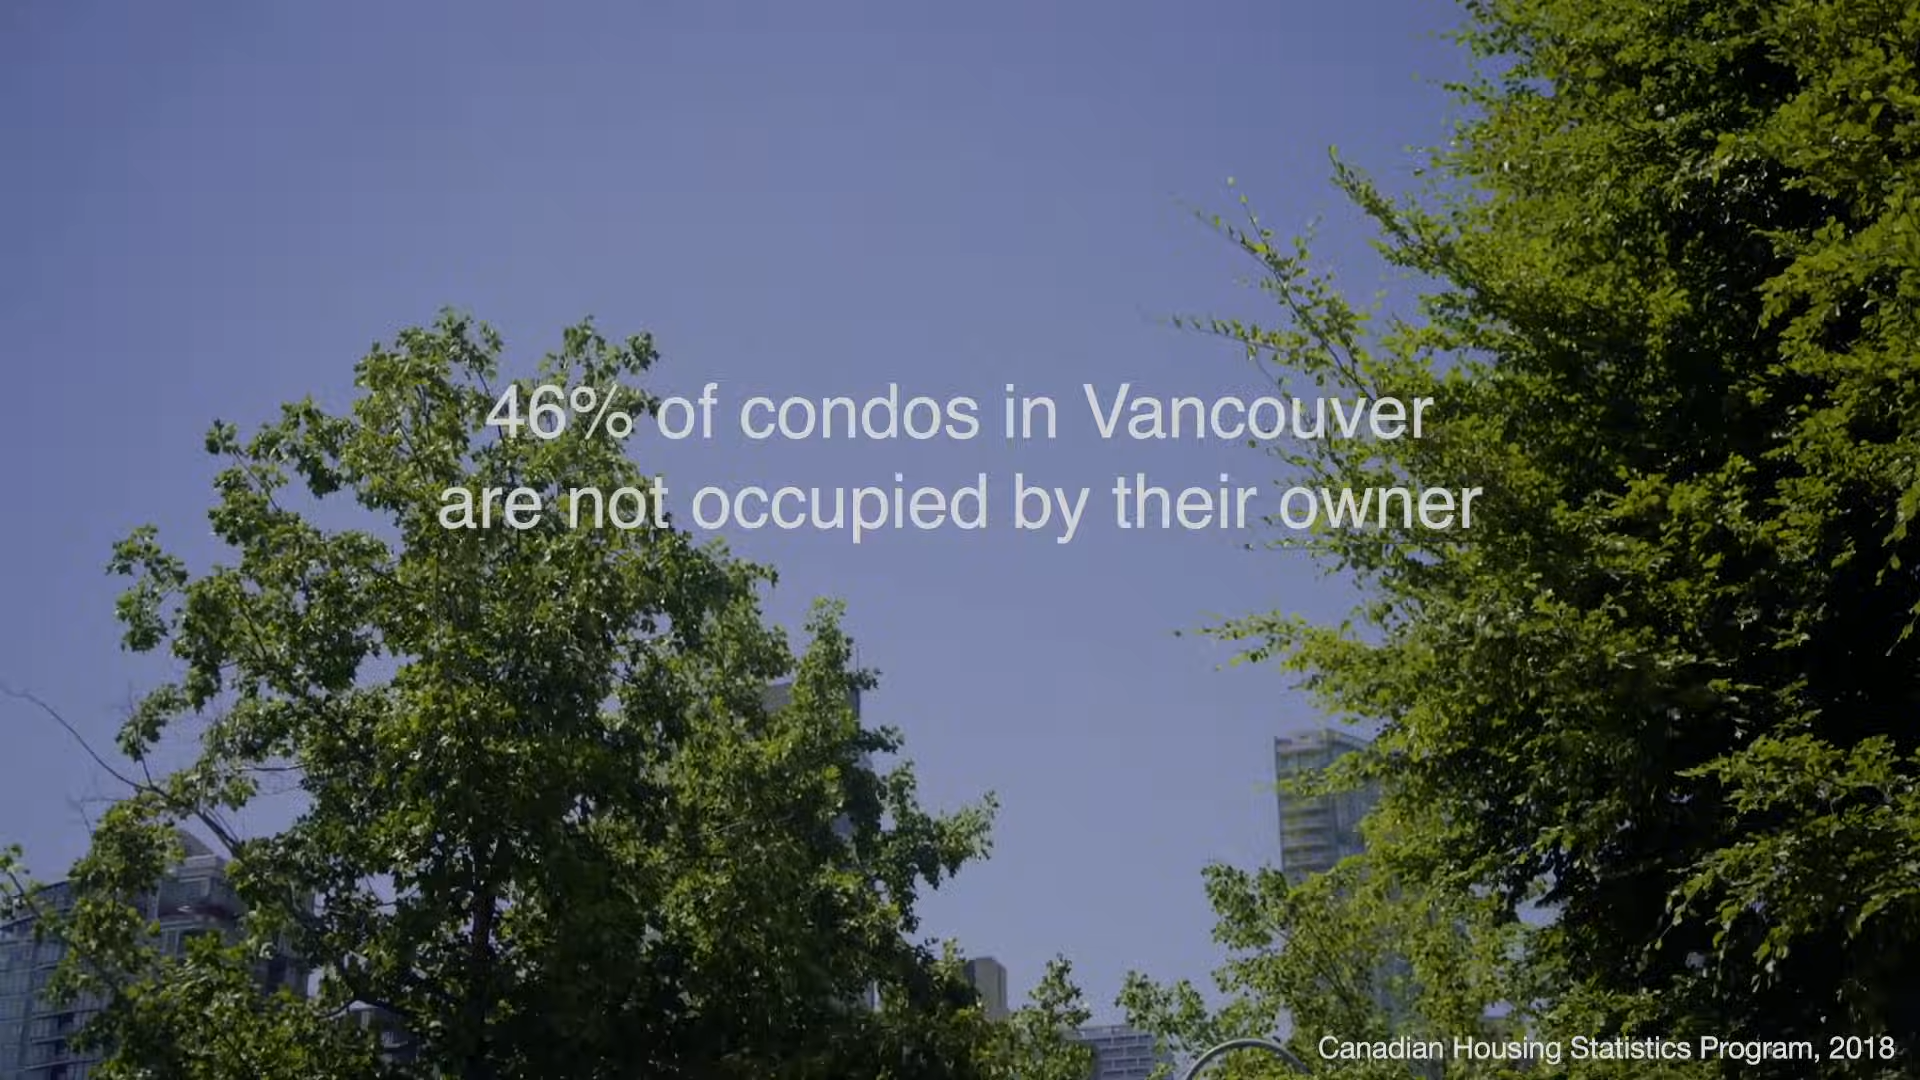 46% of condos in Vancouver
are not occupied by their owner
Canadian Housing Statistics Program, 2018